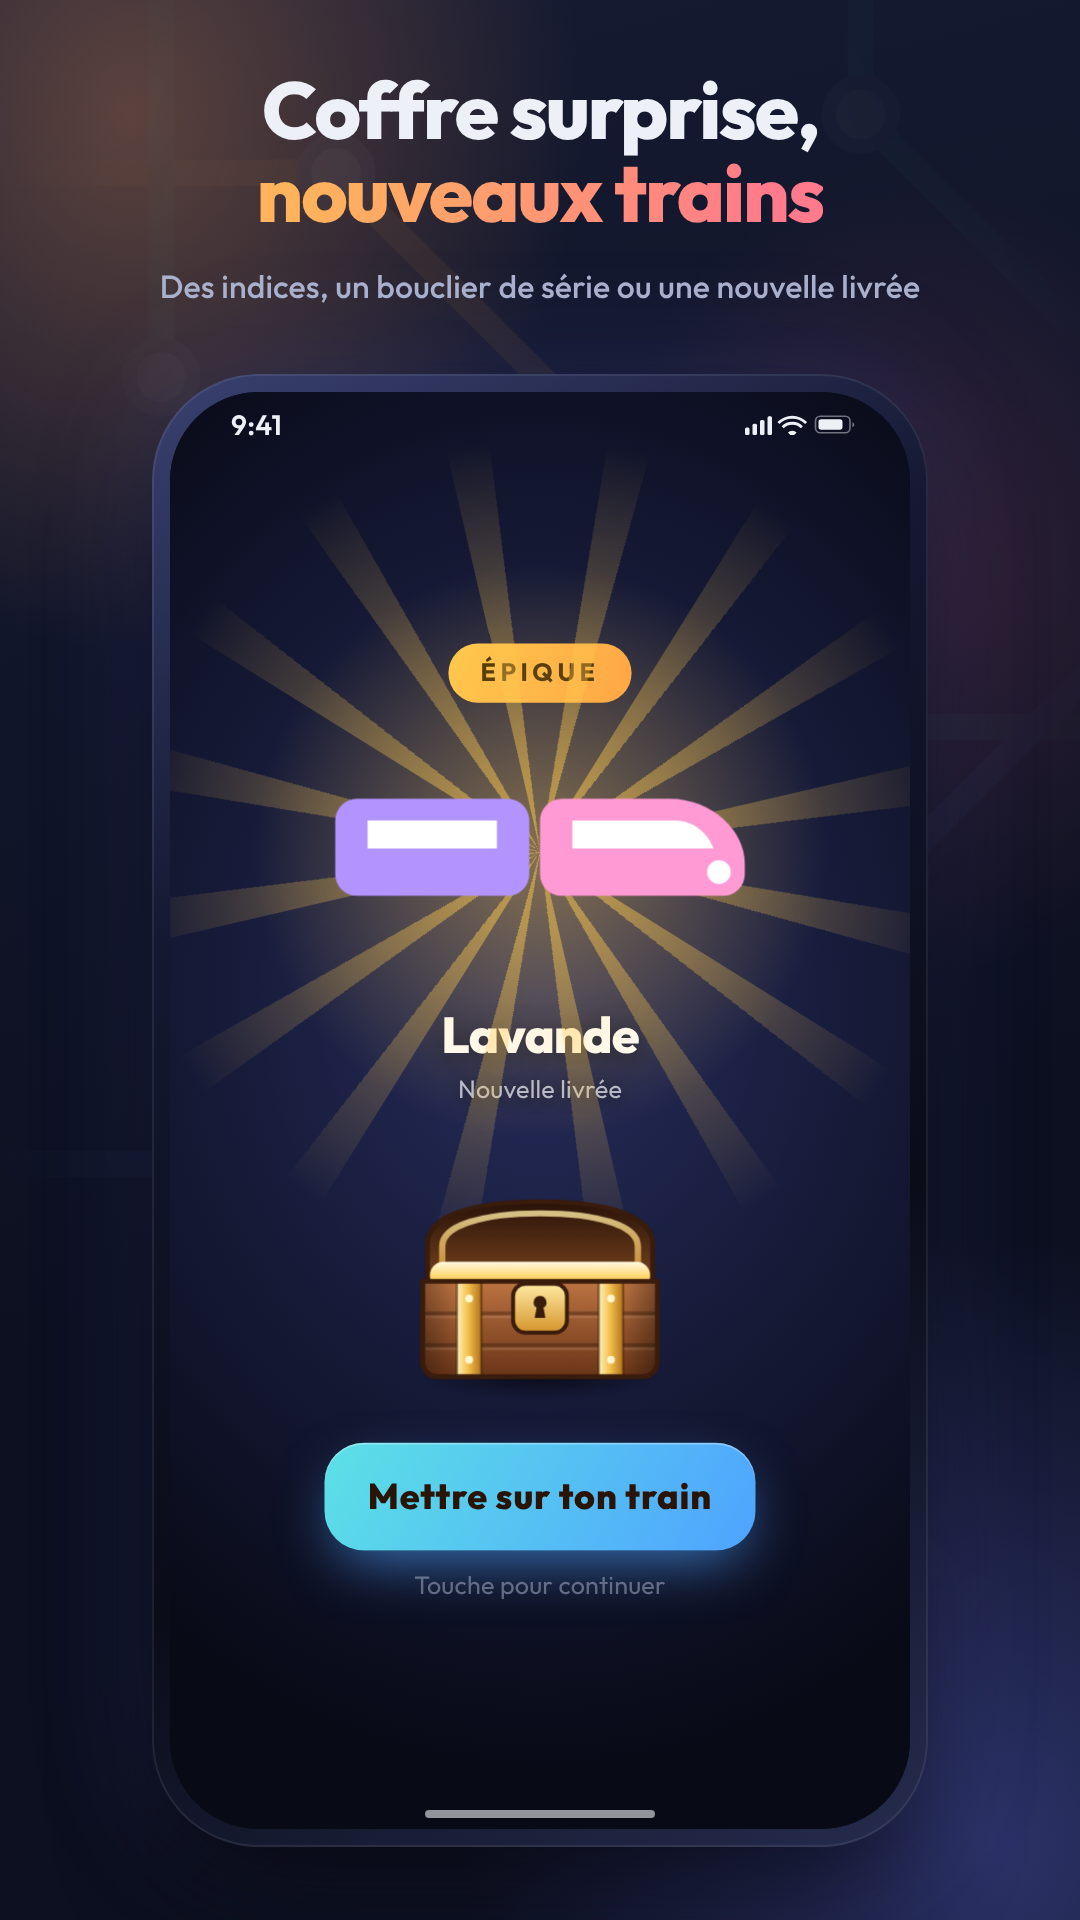 Coffre surprise,
nouveaux trains
Des indices, un bouclier de série ou une nouvelle livrée
9:41
ÉPIQUE
Lavande
Nouvelle livrée
Mettre sur ton train
Touche pour continuer